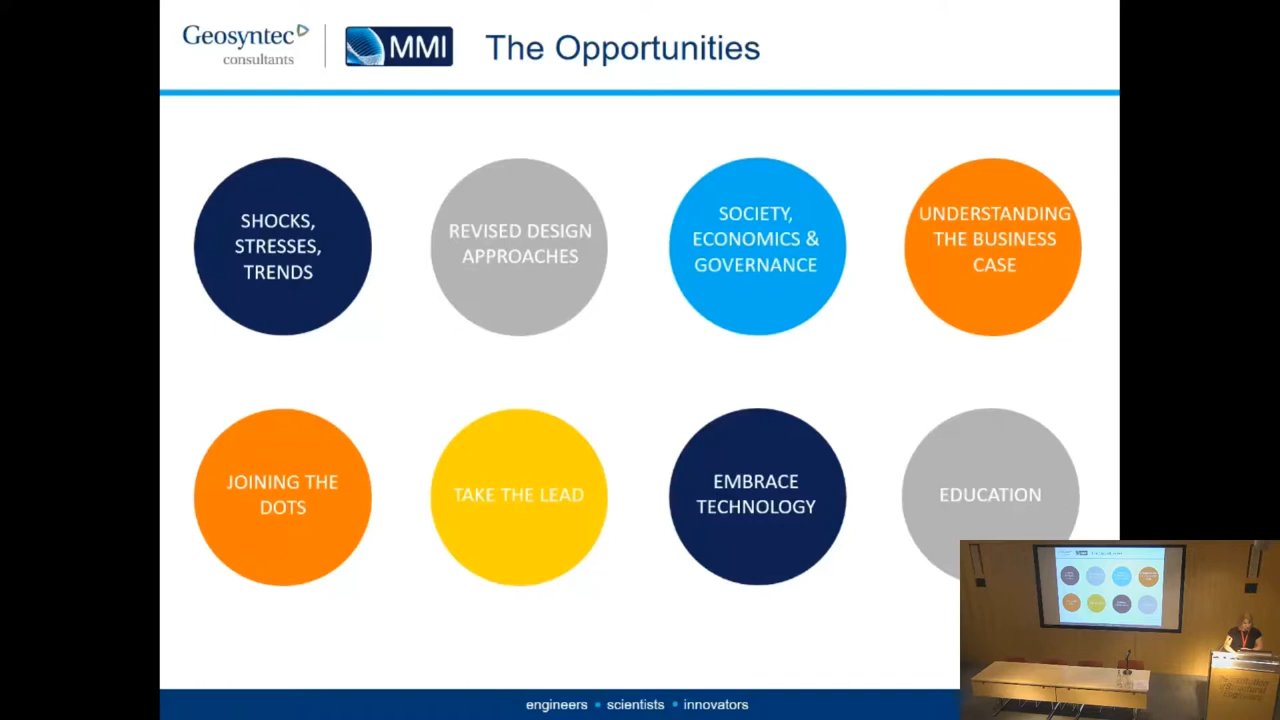 Geosyntec
consultants
MMI
The Opportunities
SHOCKS,
STRESSES,
TRENDS
REVISED DESIGN
APPROACHES
SOCIETY,
ECONOMICS &
GOVERNANCE
UNDERSTANDING
THE BUSINESS
CASE
JOINING THE
DOTS
TAKE THE LEAD
EMBRACE
TECHNOLOGY
EDUCATION
engineers • scientists • innovators